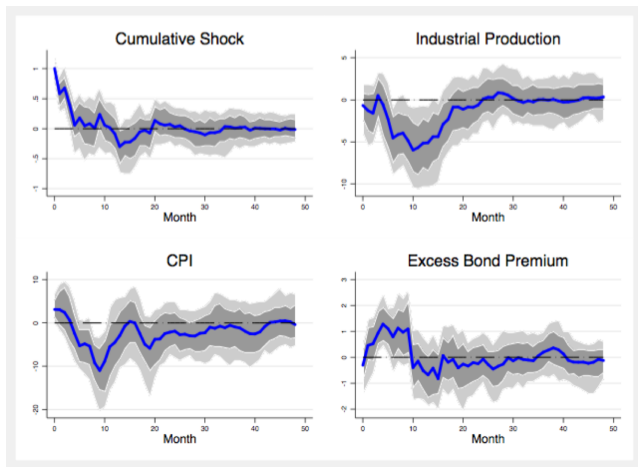 Cumulative Shock
1
.5
0
-.5
-1
0 10 20 30 40 50
Month
Industrial Production
5
0
-5
-10
0 10 20 30 40 50
Month
CPI
10
0
-10
-20
0 10 20 30 40 50
Month
Excess Bond Premium
3
2
1
0
-1
-2
0 10 20 30 40 50
Month